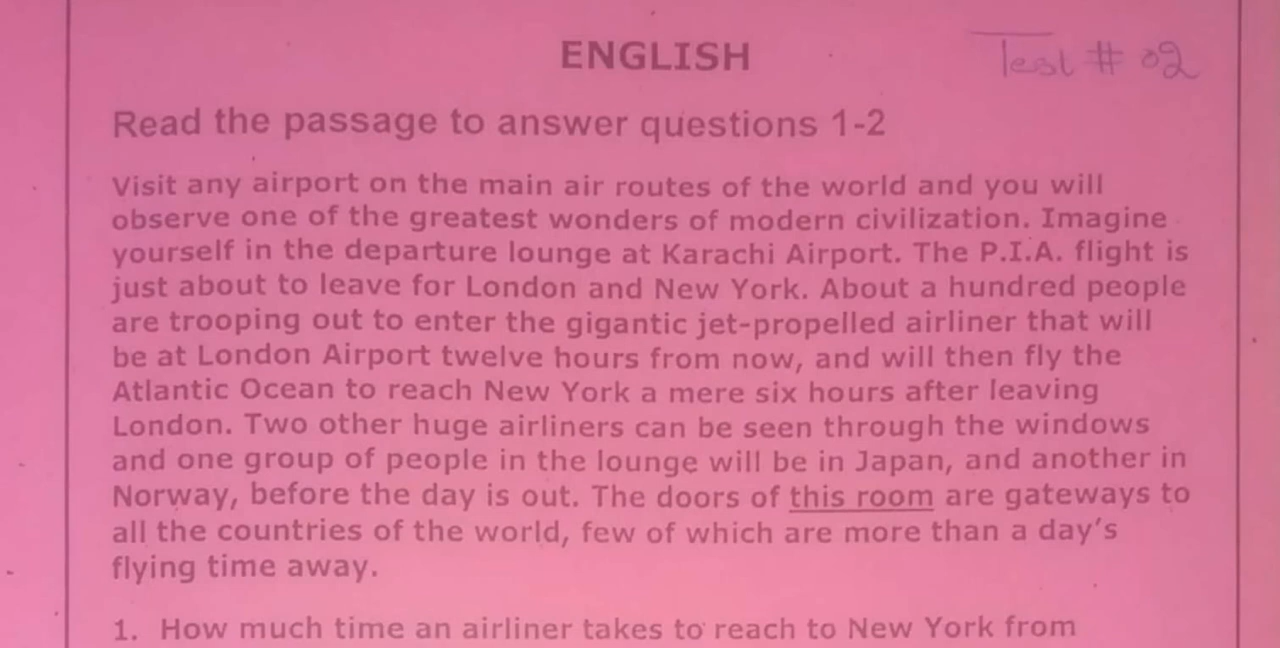 ENGLISH
Test # 02
Read the passage to answer questions 1-2
Visit any airport on the main air routes of the world and you will
observe one of the greatest wonders of modern civilization. Imagine
yourself in the departure lounge at Karachi Airport. The P.I.A. flight is
just about to leave for London and New York. About a hundred people
are trooping out to enter the gigantic jet-propelled airliner that will
be at London Airport twelve hours from now, and will then fly the
Atlantic Ocean to reach New York a mere six hours after leaving
London. Two other huge airliners can be seen through the windows
and one group of people in the lounge will be in Japan, and another in
Norway, before the day is out. The doors of this room are gateways to
all the countries of the world, few of which are more than a day's
flying time away.
1. How much time an airliner takes to reach to New York from